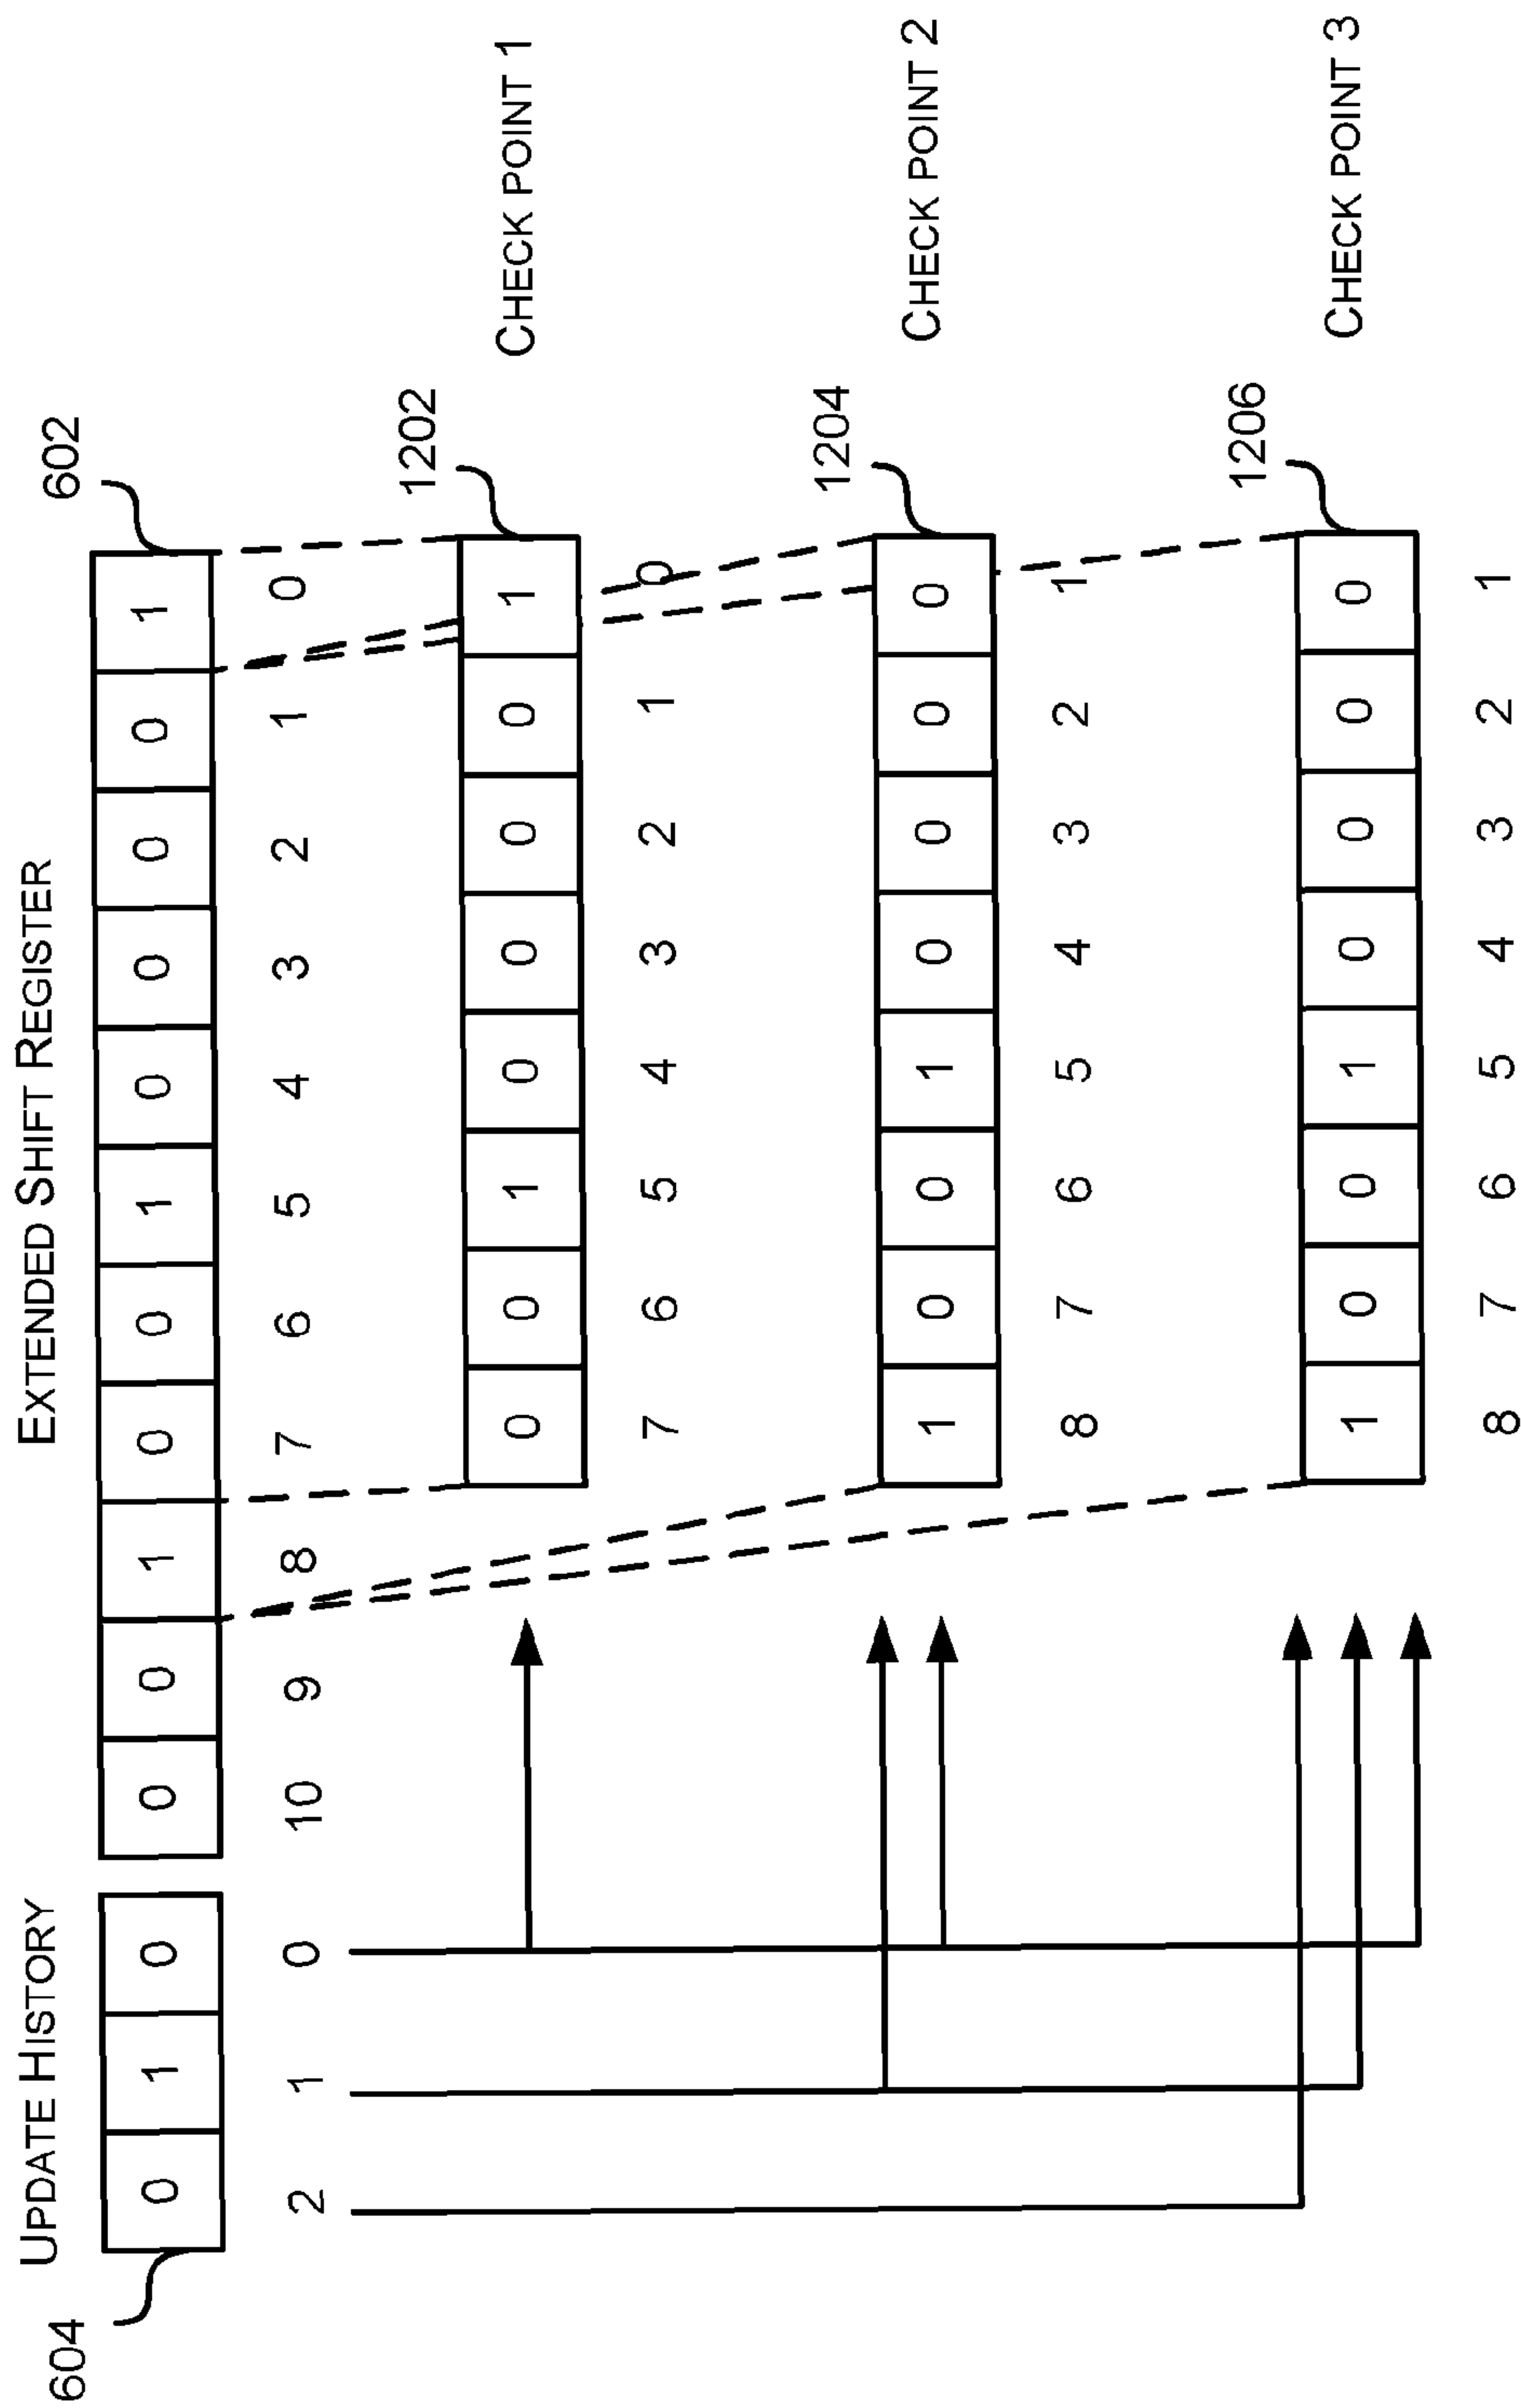 UPDATE HISTORY EXTENDED SHIFT REGISTER
604 602
0 1 0 0 0 1 0 0 1 0 0 0 0 1
2 1 0 10 9 8 7 6 5 4 3 2 1 0
1202
0 0 1 0 0 0 0 1 CHECK POINT 1
7 6 5 4 3 2 1 0
1204
1 0 0 1 0 0 0 0 CHECK POINT 2
8 7 6 5 4 3 2 1
1206
1 0 0 1 0 0 0 0 CHECK POINT 3
8 7 6 5 4 3 2 1